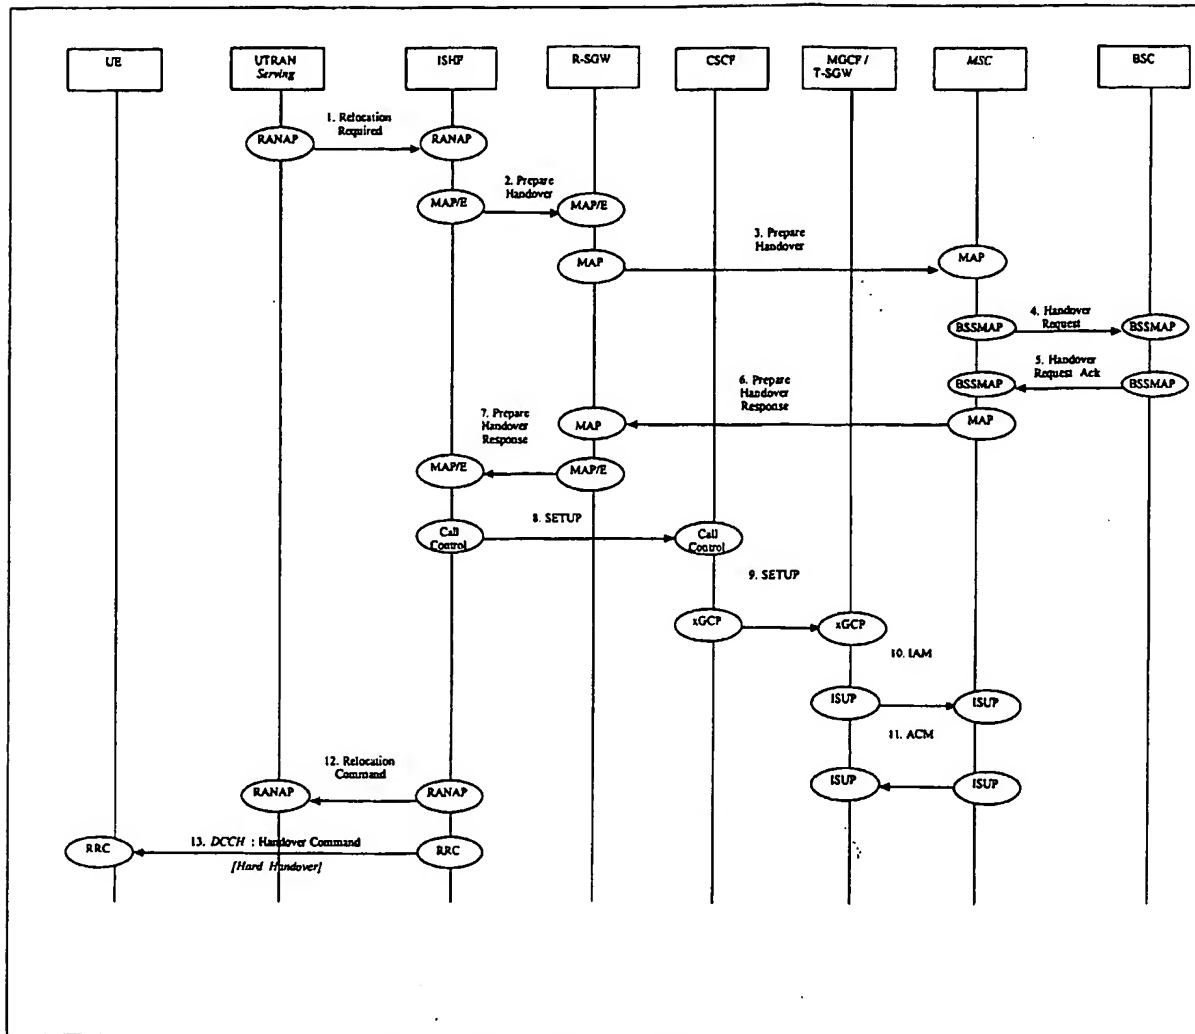 UE
UTRAN
Serving
ISHF
R-SGW
CSCF
MGCF /
T-SGW
MSC
BSC
1. Relocation
Required
RANAP
RANAP
2. Prepare
Handover
MAP/E
MAP/E
3. Prepare
Handover
MAP
MAP
4. Handover
Request
BSSMAP
BSSMAP
5. Handover
Request Ack
BSSMAP
BSSMAP
6. Prepare
Handover
Response
MAP
MAP
7. Prepare
Handover
Response
MAP/E
MAP/E
8. SETUP
Call
Control
Call
Control
9. SETUP
xGCP
xGCP
10. IAM
ISUP
ISUP
11. ACM
ISUP
ISUP
12. Relocation
Command
RANAP
RANAP
13. DCCH : Handover Command
RRC
RRC
[Hard Handover]